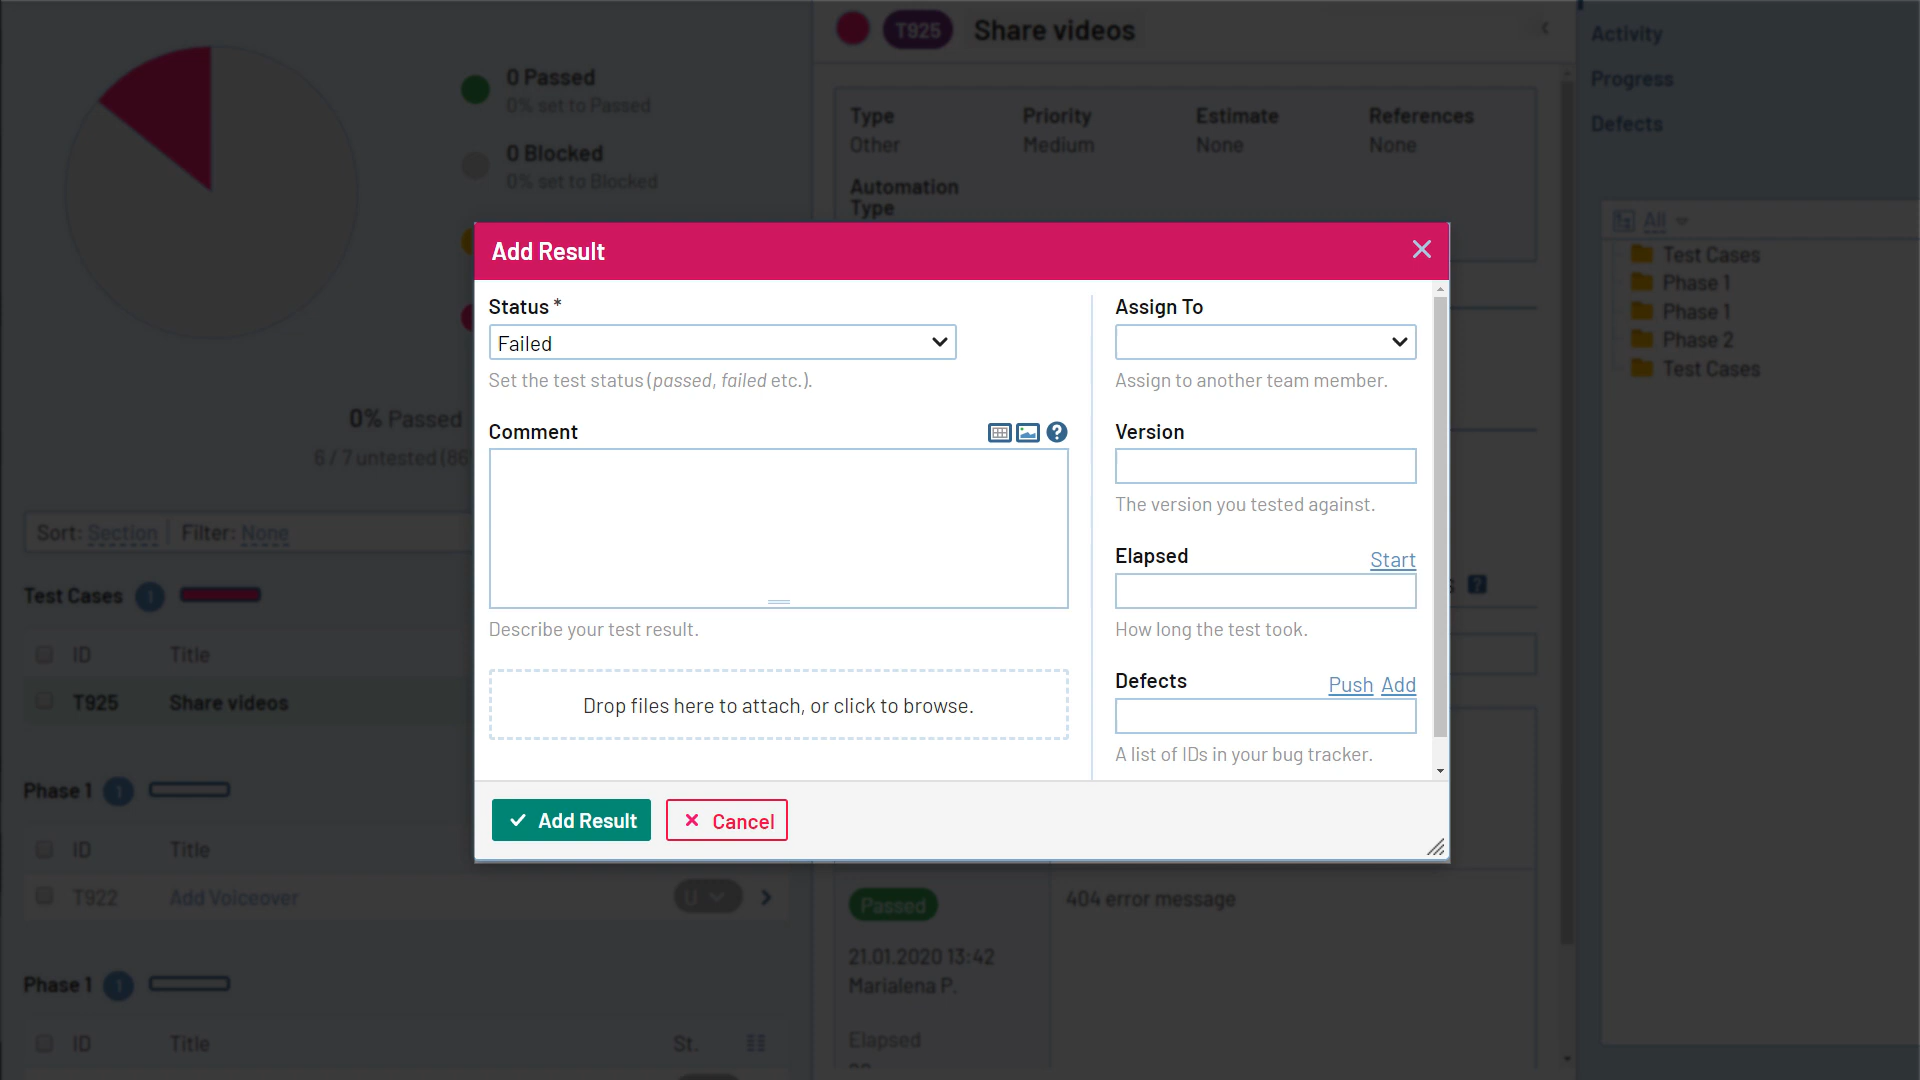 0 Passed
0% set to Passed
0 Blocked
0% set to Blocked
0% Passed
6 / 7 untested (86
Sort: Section Filter: None
Test Cases 1
ID Title
T925 Share videos
Phase 1 1
ID Title
T922 Add Voiceover U
Phase 1 1
ID Title St.
T925 Share videos
Type Priority Estimate References
Other Medium None None
Automation
Type
Add Result
Status *
Failed
Set the test status (passed, failed etc.).
Comment
Describe your test result.
Drop files here to attach, or click to browse.
Assign To
Assign to another team member.
Version
The version you tested against.
Elapsed Start
How long the test took.
Defects Push Add
A list of IDs in your bug tracker.
Add Result Cancel
Passed 404 error message
21.01.2020 13:42
Marialena P.
Elapsed
Activity
Progress
Defects
All
Test Cases
Phase 1
Phase 1
Phase 2
Test Cases